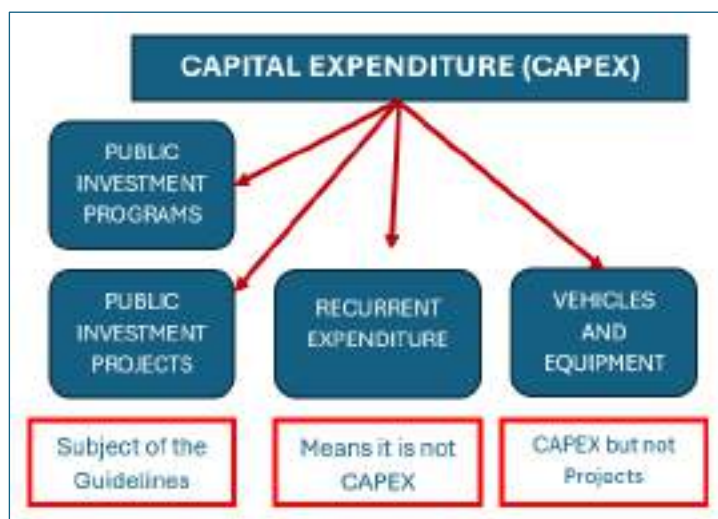 CAPITAL EXPENDITURE (CAPEX)
PUBLIC
INVESTMENT
PROGRAMS
PUBLIC
INVESTMENT
PROJECTS
RECURRENT
EXPENDITURE
VEHICLES
AND
EQUIPMENT
Subject of the
Guidelines
Means it is not
CAPEX
CAPEX but not
Projects